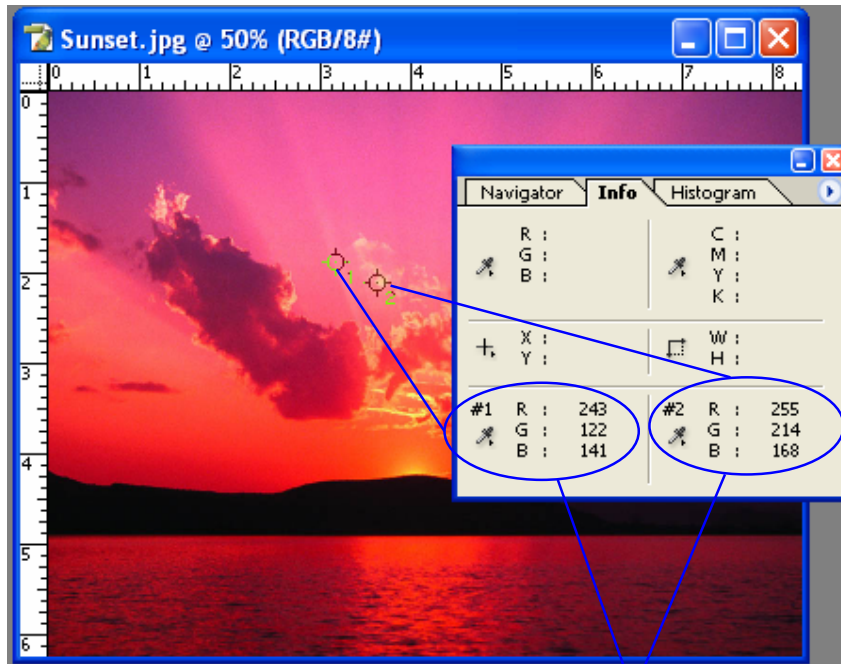 Sunset.jpg @ 50% (RGB/8#)
0 1 2 3 4 5 6 7 8
0
1
2
3
4
5
6
1
2
Navigator Info Histogram
R :
G :
B :
C :
M :
Y :
K :
X :
Y :
W :
H :
#1 R : 243
G : 122
B : 141
#2 R : 255
G : 214
B : 168